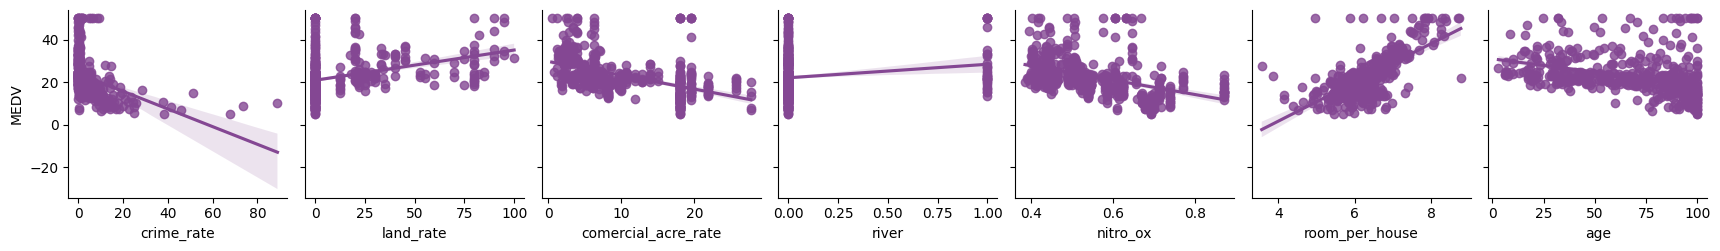 MEDV
40
20
0
−20
0 20 40 60 80
crime_rate
0 25 50 75 100
land_rate
0 10 20
comercial_acre_rate
0.00 0.25 0.50 0.75 1.00
river
0.4 0.6 0.8
nitro_ox
4 6 8
room_per_house
0 25 50 75 100
age